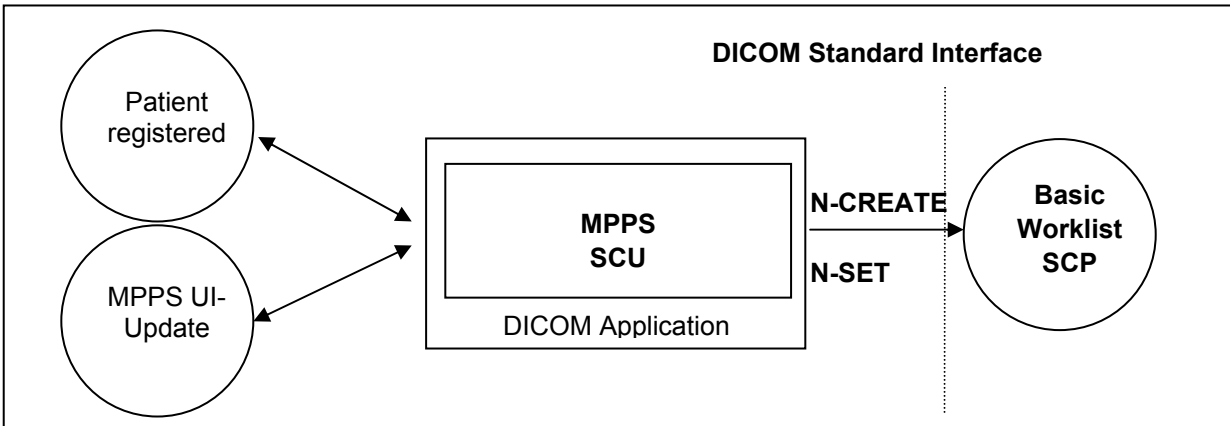 DICOM Standard Interface
Patient
registered
MPPS UI-
Update
MPPS
SCU
DICOM Application
N-CREATE
N-SET
Basic
Worklist
SCP